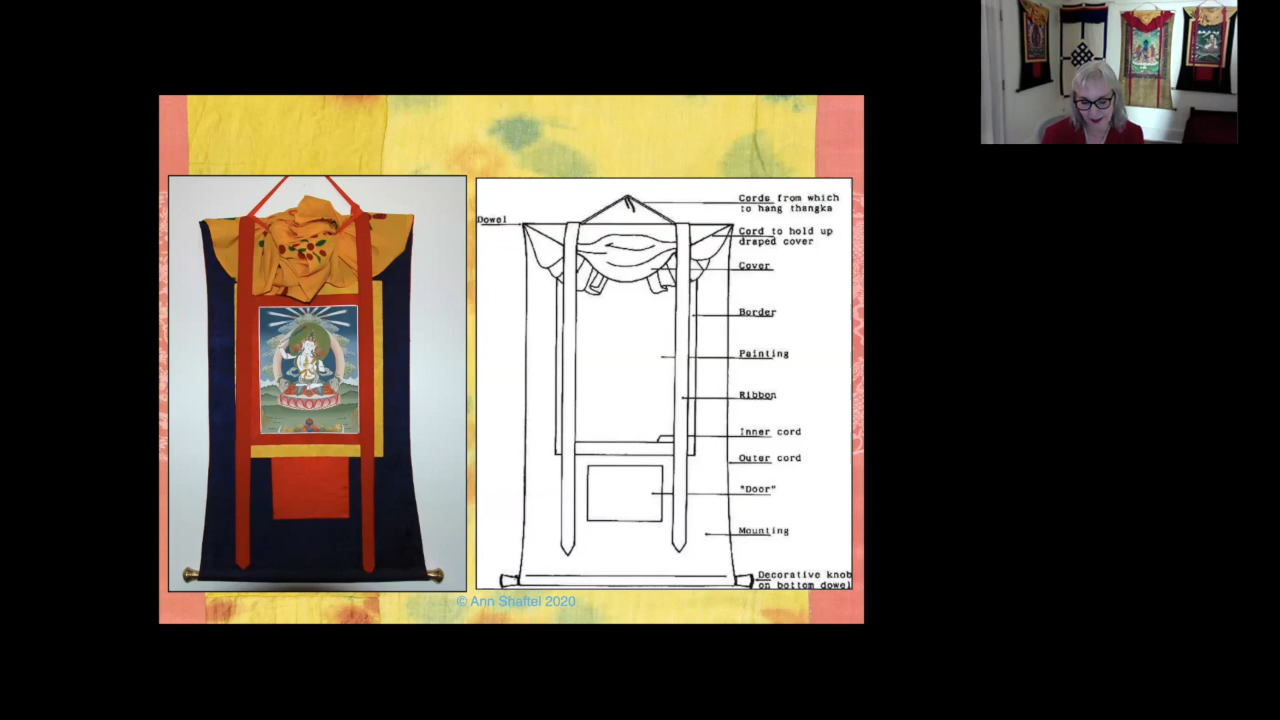 Cords from which
to hang thangka
Dowel
Cord to hold up
draped cover
Cover
Border
Painting
Ribbon
Inner cord
Outer cord
"Door"
Mounting
Decorative knob
on bottom dowel
© Ann Shaftel 2020